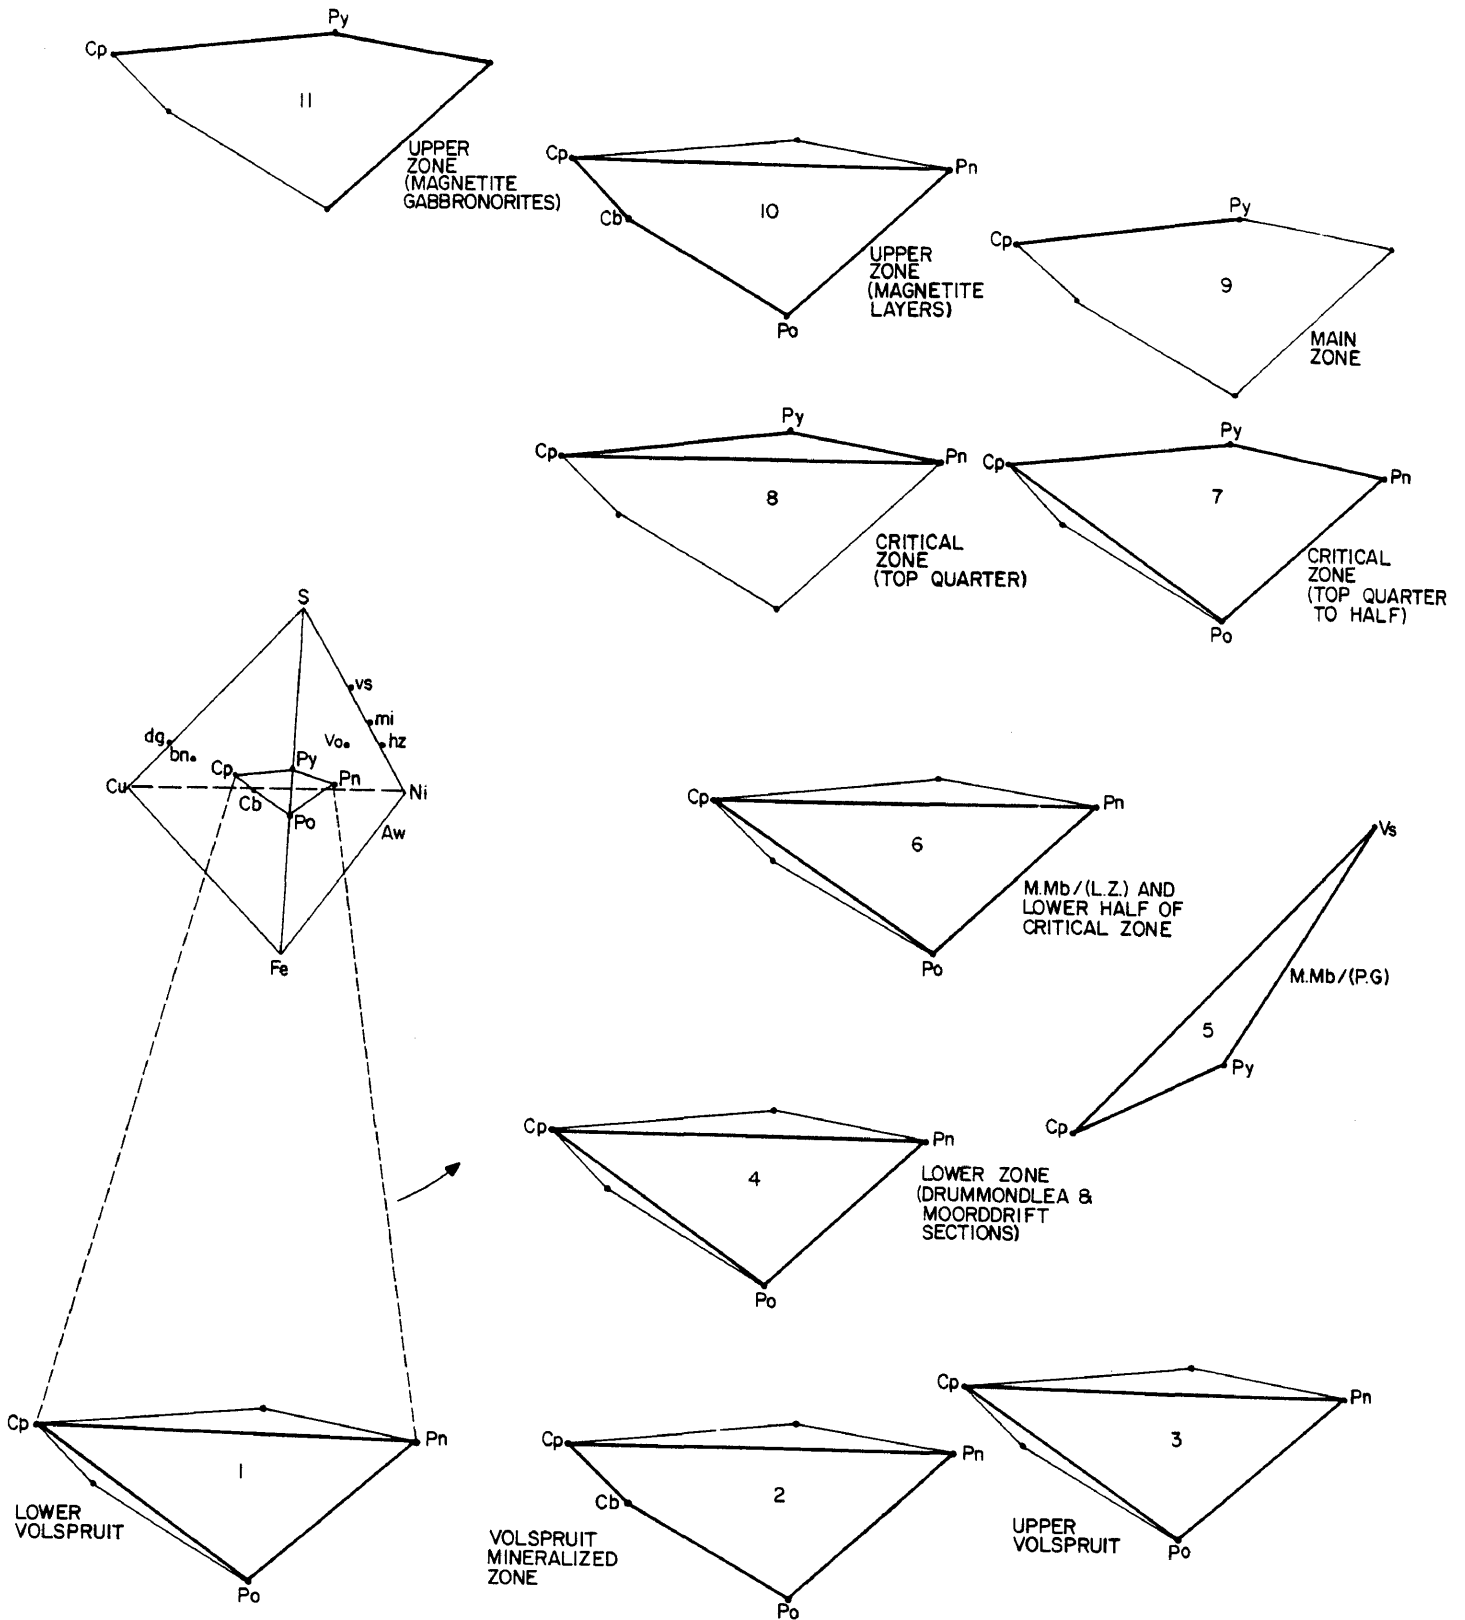 Py
Cp
11
UPPER
ZONE
(MAGNETITE
GABBRONORITES)
Cp
Pn
Cb
10
Po
UPPER
ZONE
(MAGNETITE
LAYERS)
Py
Cp
9
MAIN
ZONE
Py
Cp
Pn
8
CRITICAL
ZONE
(TOP QUARTER)
Py
Cp
Pn
7
Po
CRITICAL
ZONE
(TOP QUARTER
TO HALF)
S
vs
mi
hz
Vo
dg
bn
Cp
Py
Pn
Cu
Cb
Ni
Po
Aw
Fe
Cp
Pn
6
Po
M.Mb/(L.Z.) AND
LOWER HALF OF
CRITICAL ZONE
Vs
M.Mb/(P.G)
5
Py
Cp
Cp
Pn
4
Po
LOWER ZONE
(DRUMMONDLEA &
MOORDDRIFT
SECTIONS)
Cp
Pn
1
Po
LOWER
VOLSPRUIT
Cp
Pn
Cb
2
Po
VOLSPRUIT
MINERALIZED
ZONE
Cp
Pn
3
Po
UPPER
VOLSPRUIT